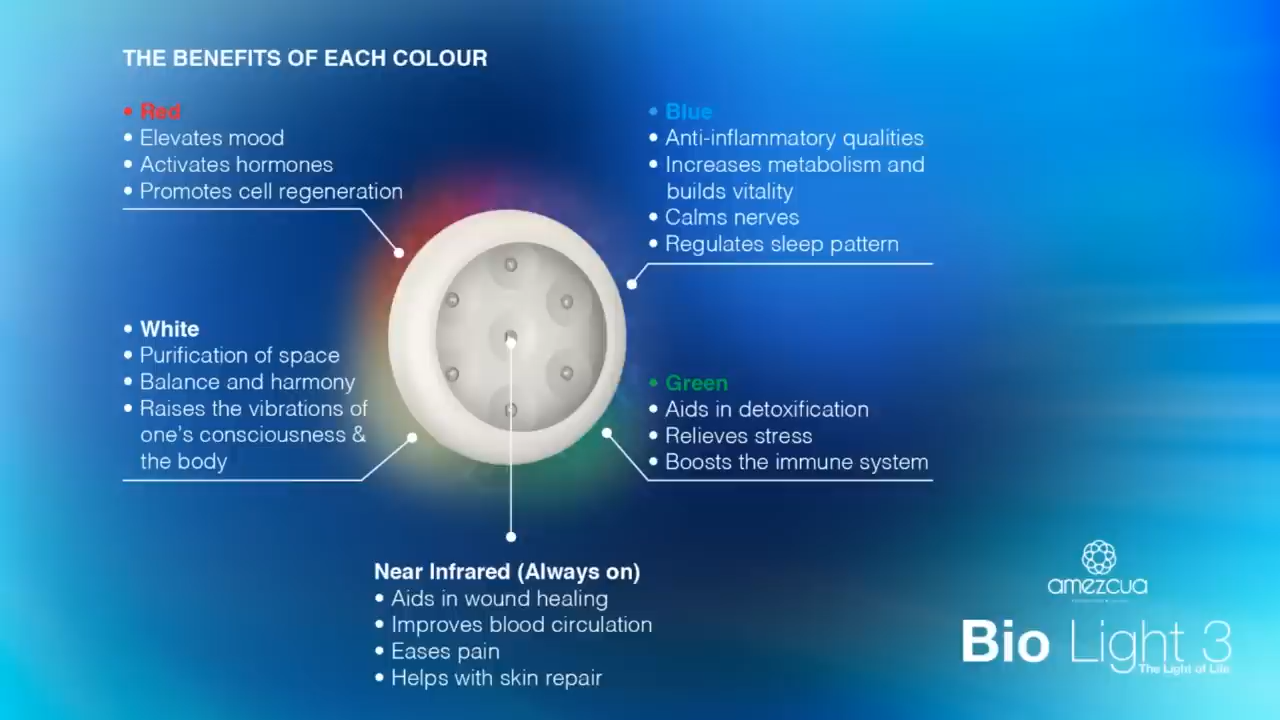 THE BENEFITS OF EACH COLOUR
• Red
• Elevates mood
• Activates hormones
• Promotes cell regeneration
• Blue
• Anti-inflammatory qualities
• Increases metabolism and
builds vitality
• Calms nerves
• Regulates sleep pattern
• White
• Purification of space
• Balance and harmony
• Raises the vibrations of
one's consciousness &
the body
• Green
• Aids in detoxification
• Relieves stress
• Boosts the immune system
Near Infrared (Always on)
• Aids in wound healing
• Improves blood circulation
• Eases pain
• Helps with skin repair
amezcua
Bio Light 3
The Light of Life